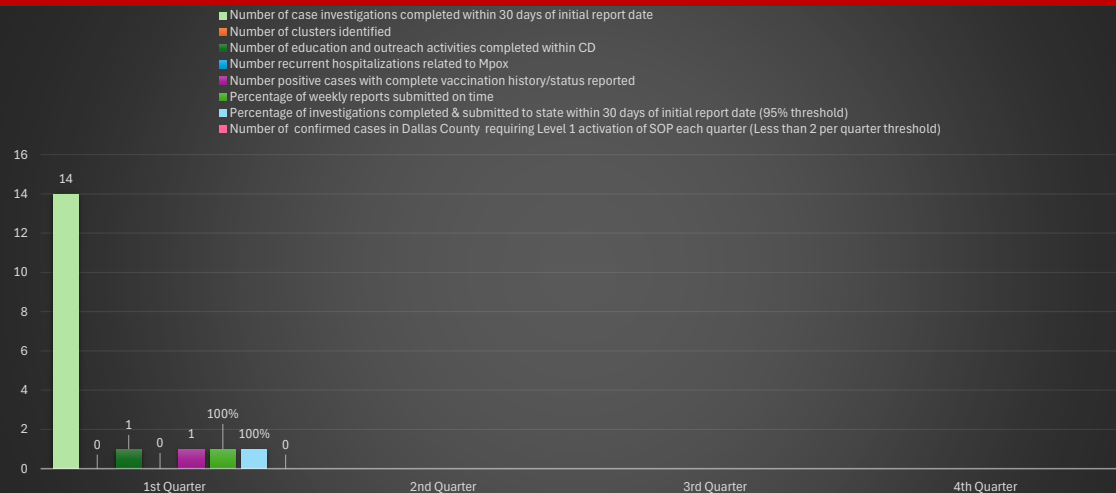 Number of case investigations completed within 30 days of initial report date
Number of clusters identified
Number of education and outreach activities completed within CD
Number recurrent hospitalizations related to Mpox
Number positive cases with complete vaccination history/status reported
Percentage of weekly reports submitted on time
Percentage of investigations completed & submitted to state within 30 days of initial report date (95% threshold)
Number of  confirmed cases in Dallas County  requiring Level 1 activation of SOP each quarter (Less than 2 per quarter threshold)
16
14
12
10
8
6
4
2
0
14
0
1
0
1
100%
100%
0
1st Quarter
2nd Quarter
3rd Quarter
4th Quarter